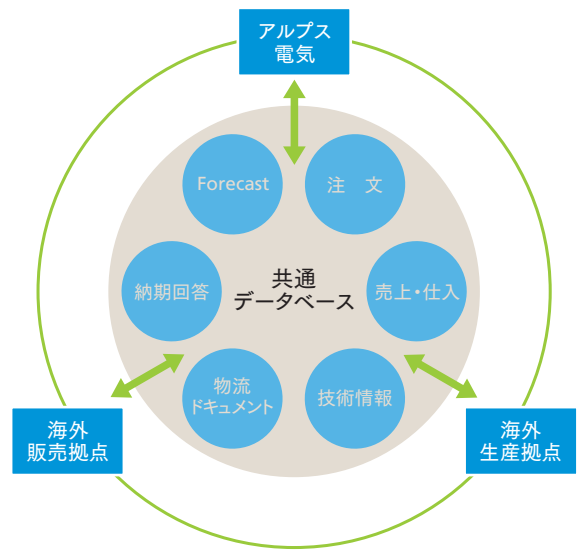 アルプス
電気
Forecast
注　文
納期回答
共通
データベース
売上・仕入
物流
ドキュメント
技術情報
海外
販売拠点
海外
生産拠点